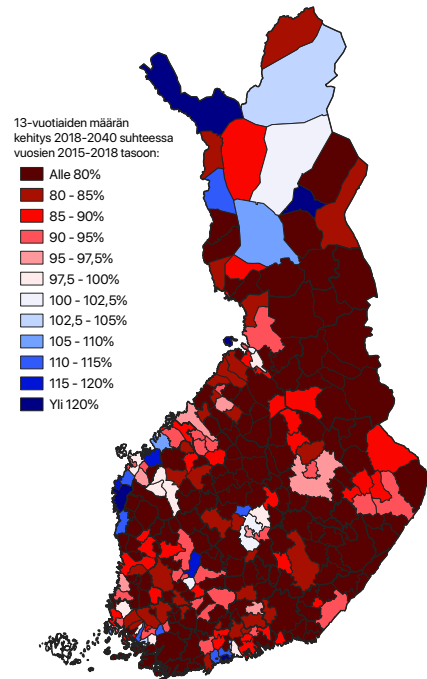 13-vuotiaiden määrän
kehitys 2018-2040 suhteessa
vuosien 2015-2018 tasoon:
Alle 80%
80 - 85%
85 - 90%
90 - 95%
95 - 97,5%
97,5 - 100%
100 - 102,5%
102,5 - 105%
105 - 110%
110 - 115%
115 - 120%
Yli 120%